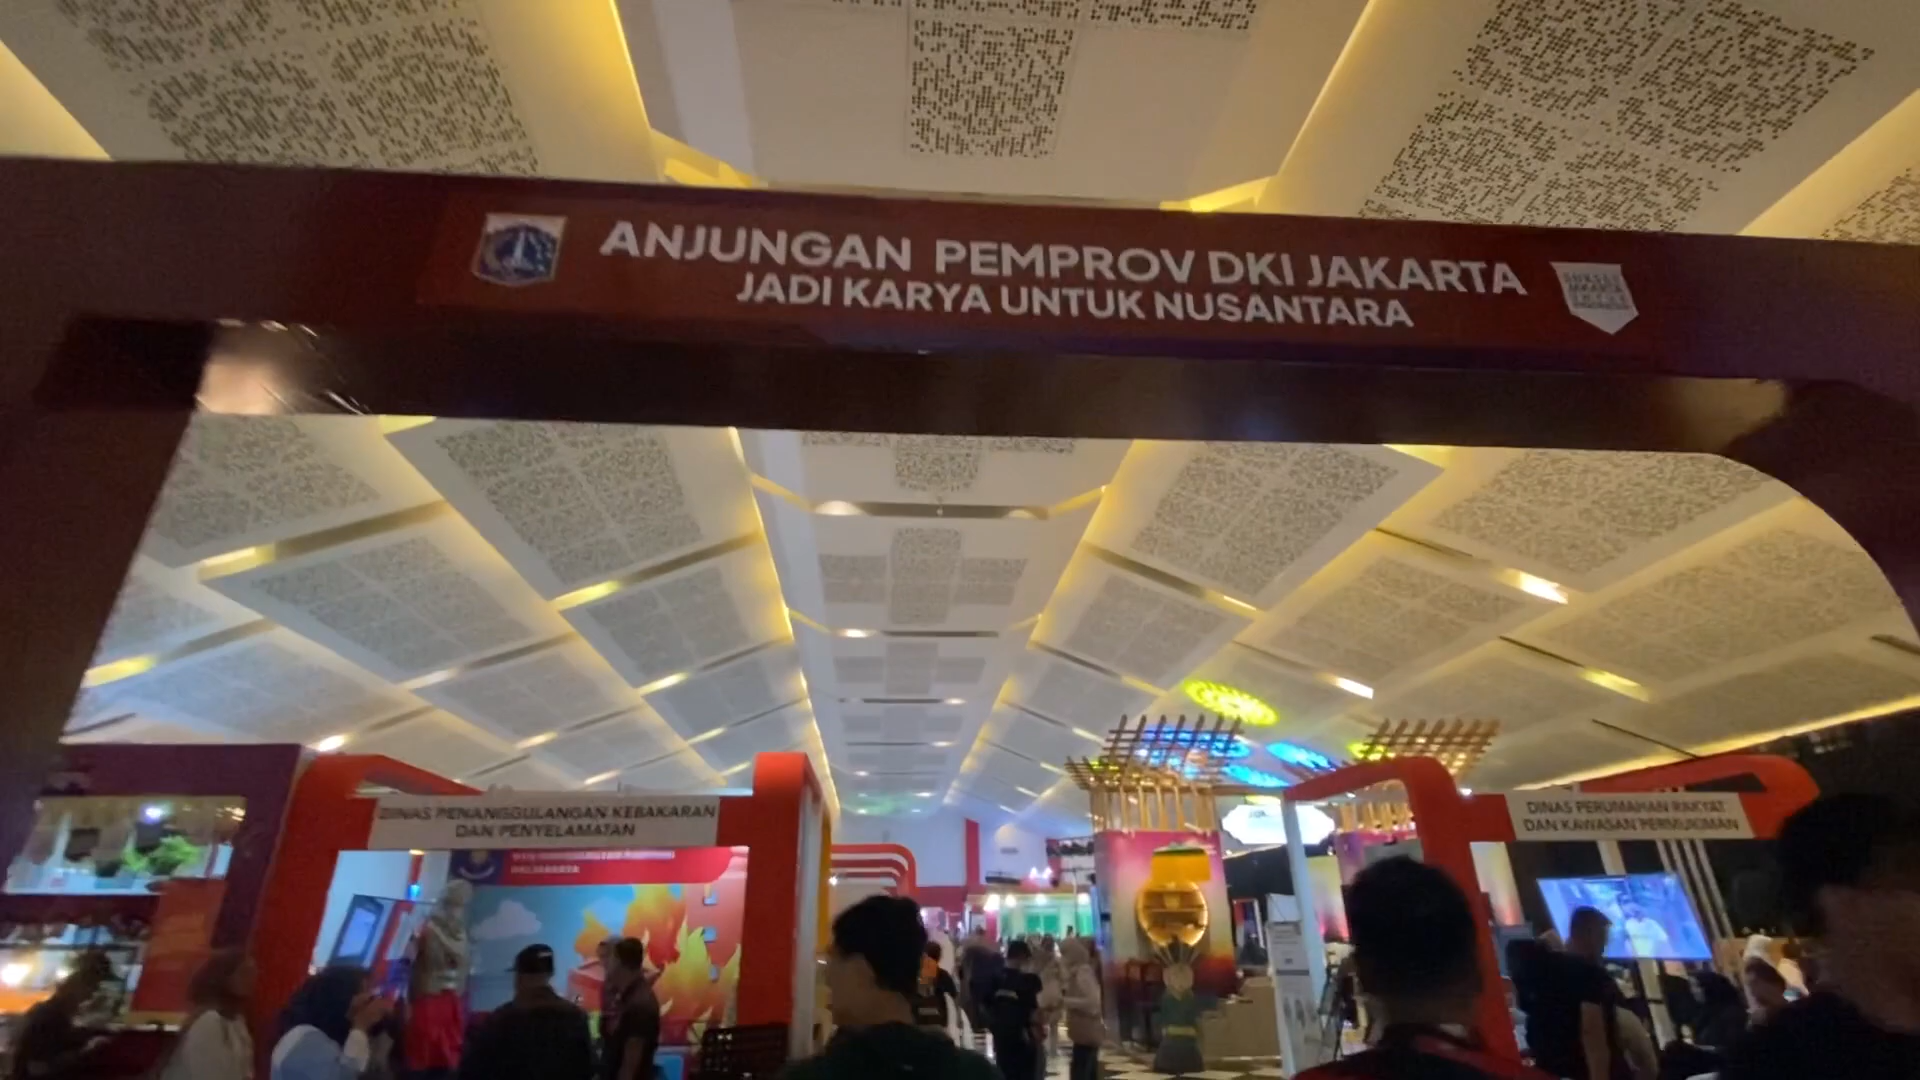 ANJUNGAN PEMPROV DKI JAKARTA
JADI KARYA UNTUK NUSANTARA
DINAS PENANGGULANGAN KEBAKARAN
DAN PENYELAMATAN
DINAS PERUMAHAN RAKYAT
DAN KAWASAN PERMUKIMAN